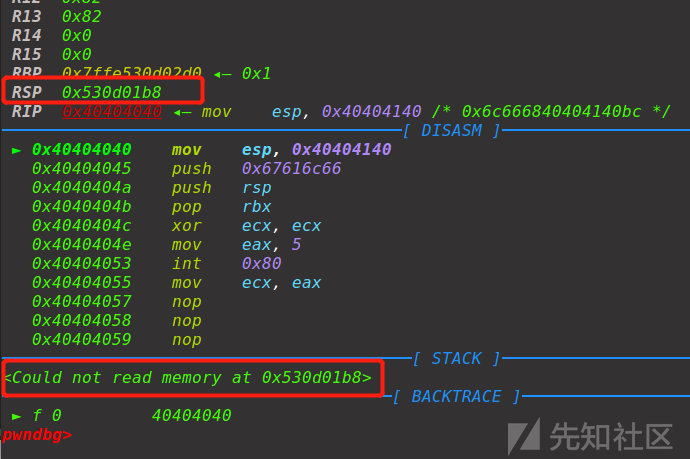 R12 0x82
R13 0x82
R14 0x0
R15 0x0
RBP 0x7ffe530d02d0 ◂— 0x1
RSP 0x530d01b8
RIP 0x40404040 ◂— mov esp, 0x40404140 /* 0x6c666840404140bc */
[ DISASM ]
► 0x40404040 mov esp, 0x40404140
0x40404045 push 0x67616c66
0x4040404a push rsp
0x4040404b pop rbx
0x4040404c xor ecx, ecx
0x4040404e mov eax, 5
0x40404053 int 0x80
0x40404055 mov ecx, eax
0x40404057 nop
0x40404058 nop
0x40404059 nop
[ STACK ]
<Could not read memory at 0x530d01b8>
[ BACKTRACE ]
► f 0 40404040
pwndbg>
先知社区